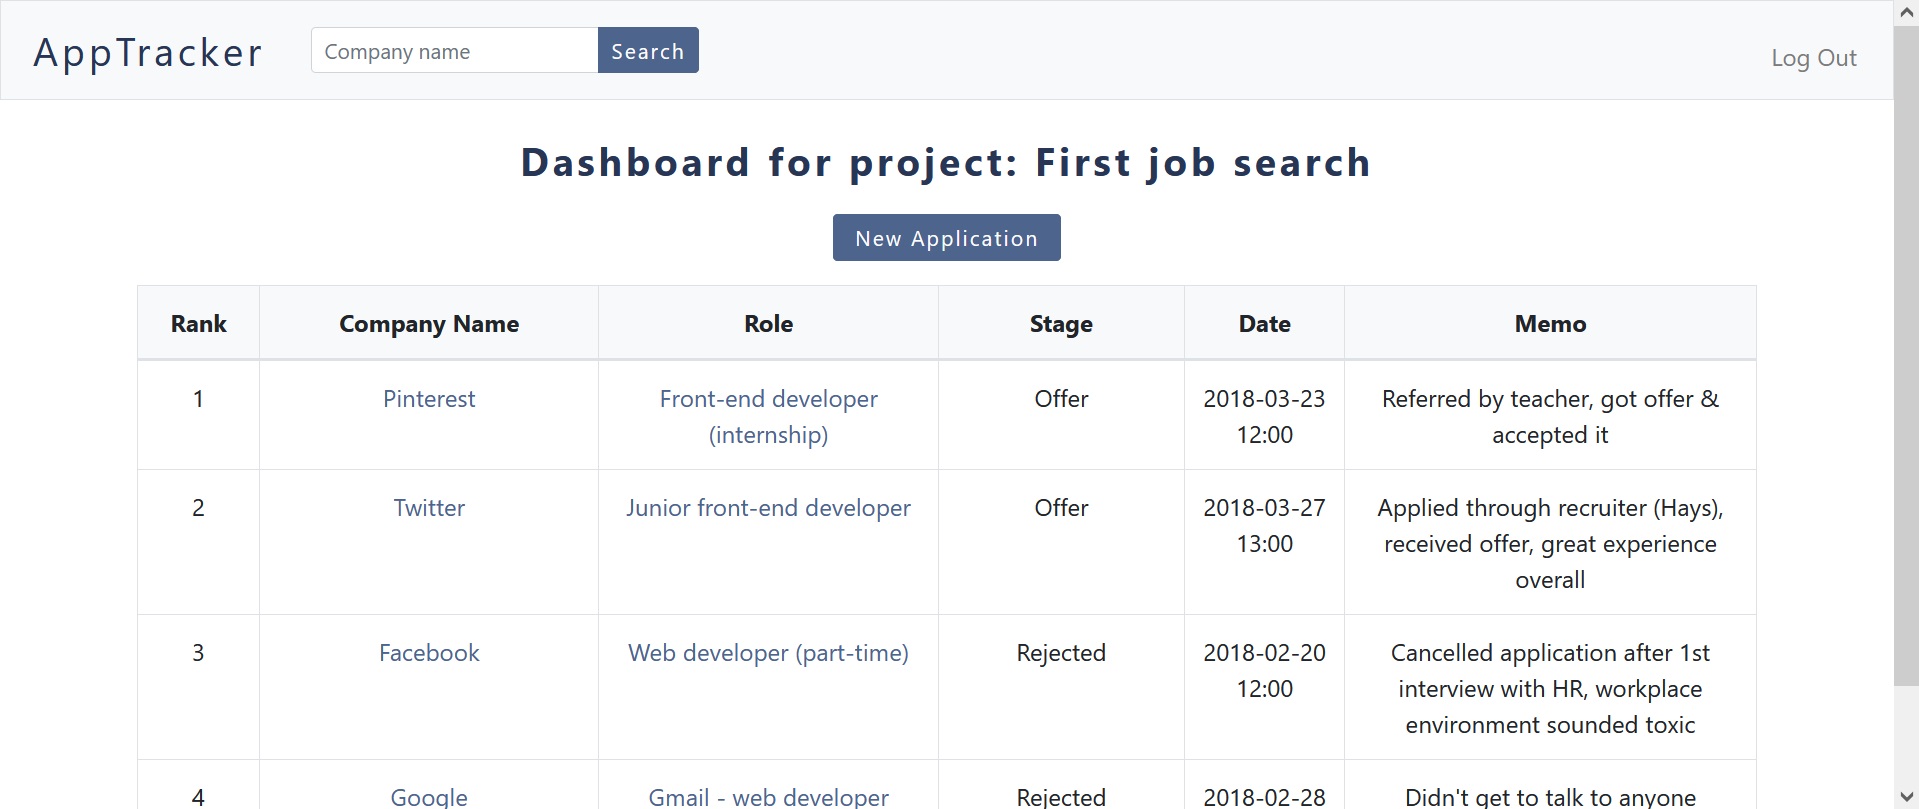 AppTracker
Company name
Search
Log Out
Dashboard for project: First job search
New Application
Rank Company Name Role Stage Date Memo
1 Pinterest Front-end developer Offer 2018-03-23 Referred by teacher, got offer &
(internship) 12:00 accepted it
2 Twitter Junior front-end developer Offer 2018-03-27 Applied through recruiter (Hays),
13:00 received offer, great experience
overall
3 Facebook Web developer (part-time) Rejected 2018-02-20 Cancelled application after 1st
12:00 interview with HR, workplace
environment sounded toxic
4 Google Gmail - web developer Rejected 2018-02-28 Didn't get to talk to anyone